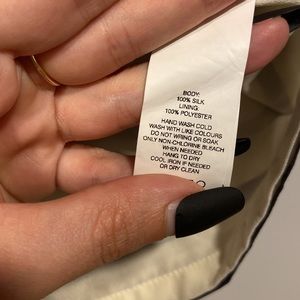 BODY:
100% SILK
LINING:
100% POLYESTER
HAND WASH COLD
WASH WITH LIKE COLOURS
DO NOT WRING OR SOAK
ONLY NON-CHLORINE BLEACH
WHEN NEEDED
HANG TO DRY
COOL IRON IF NEEDED
OR DRY CLEAN